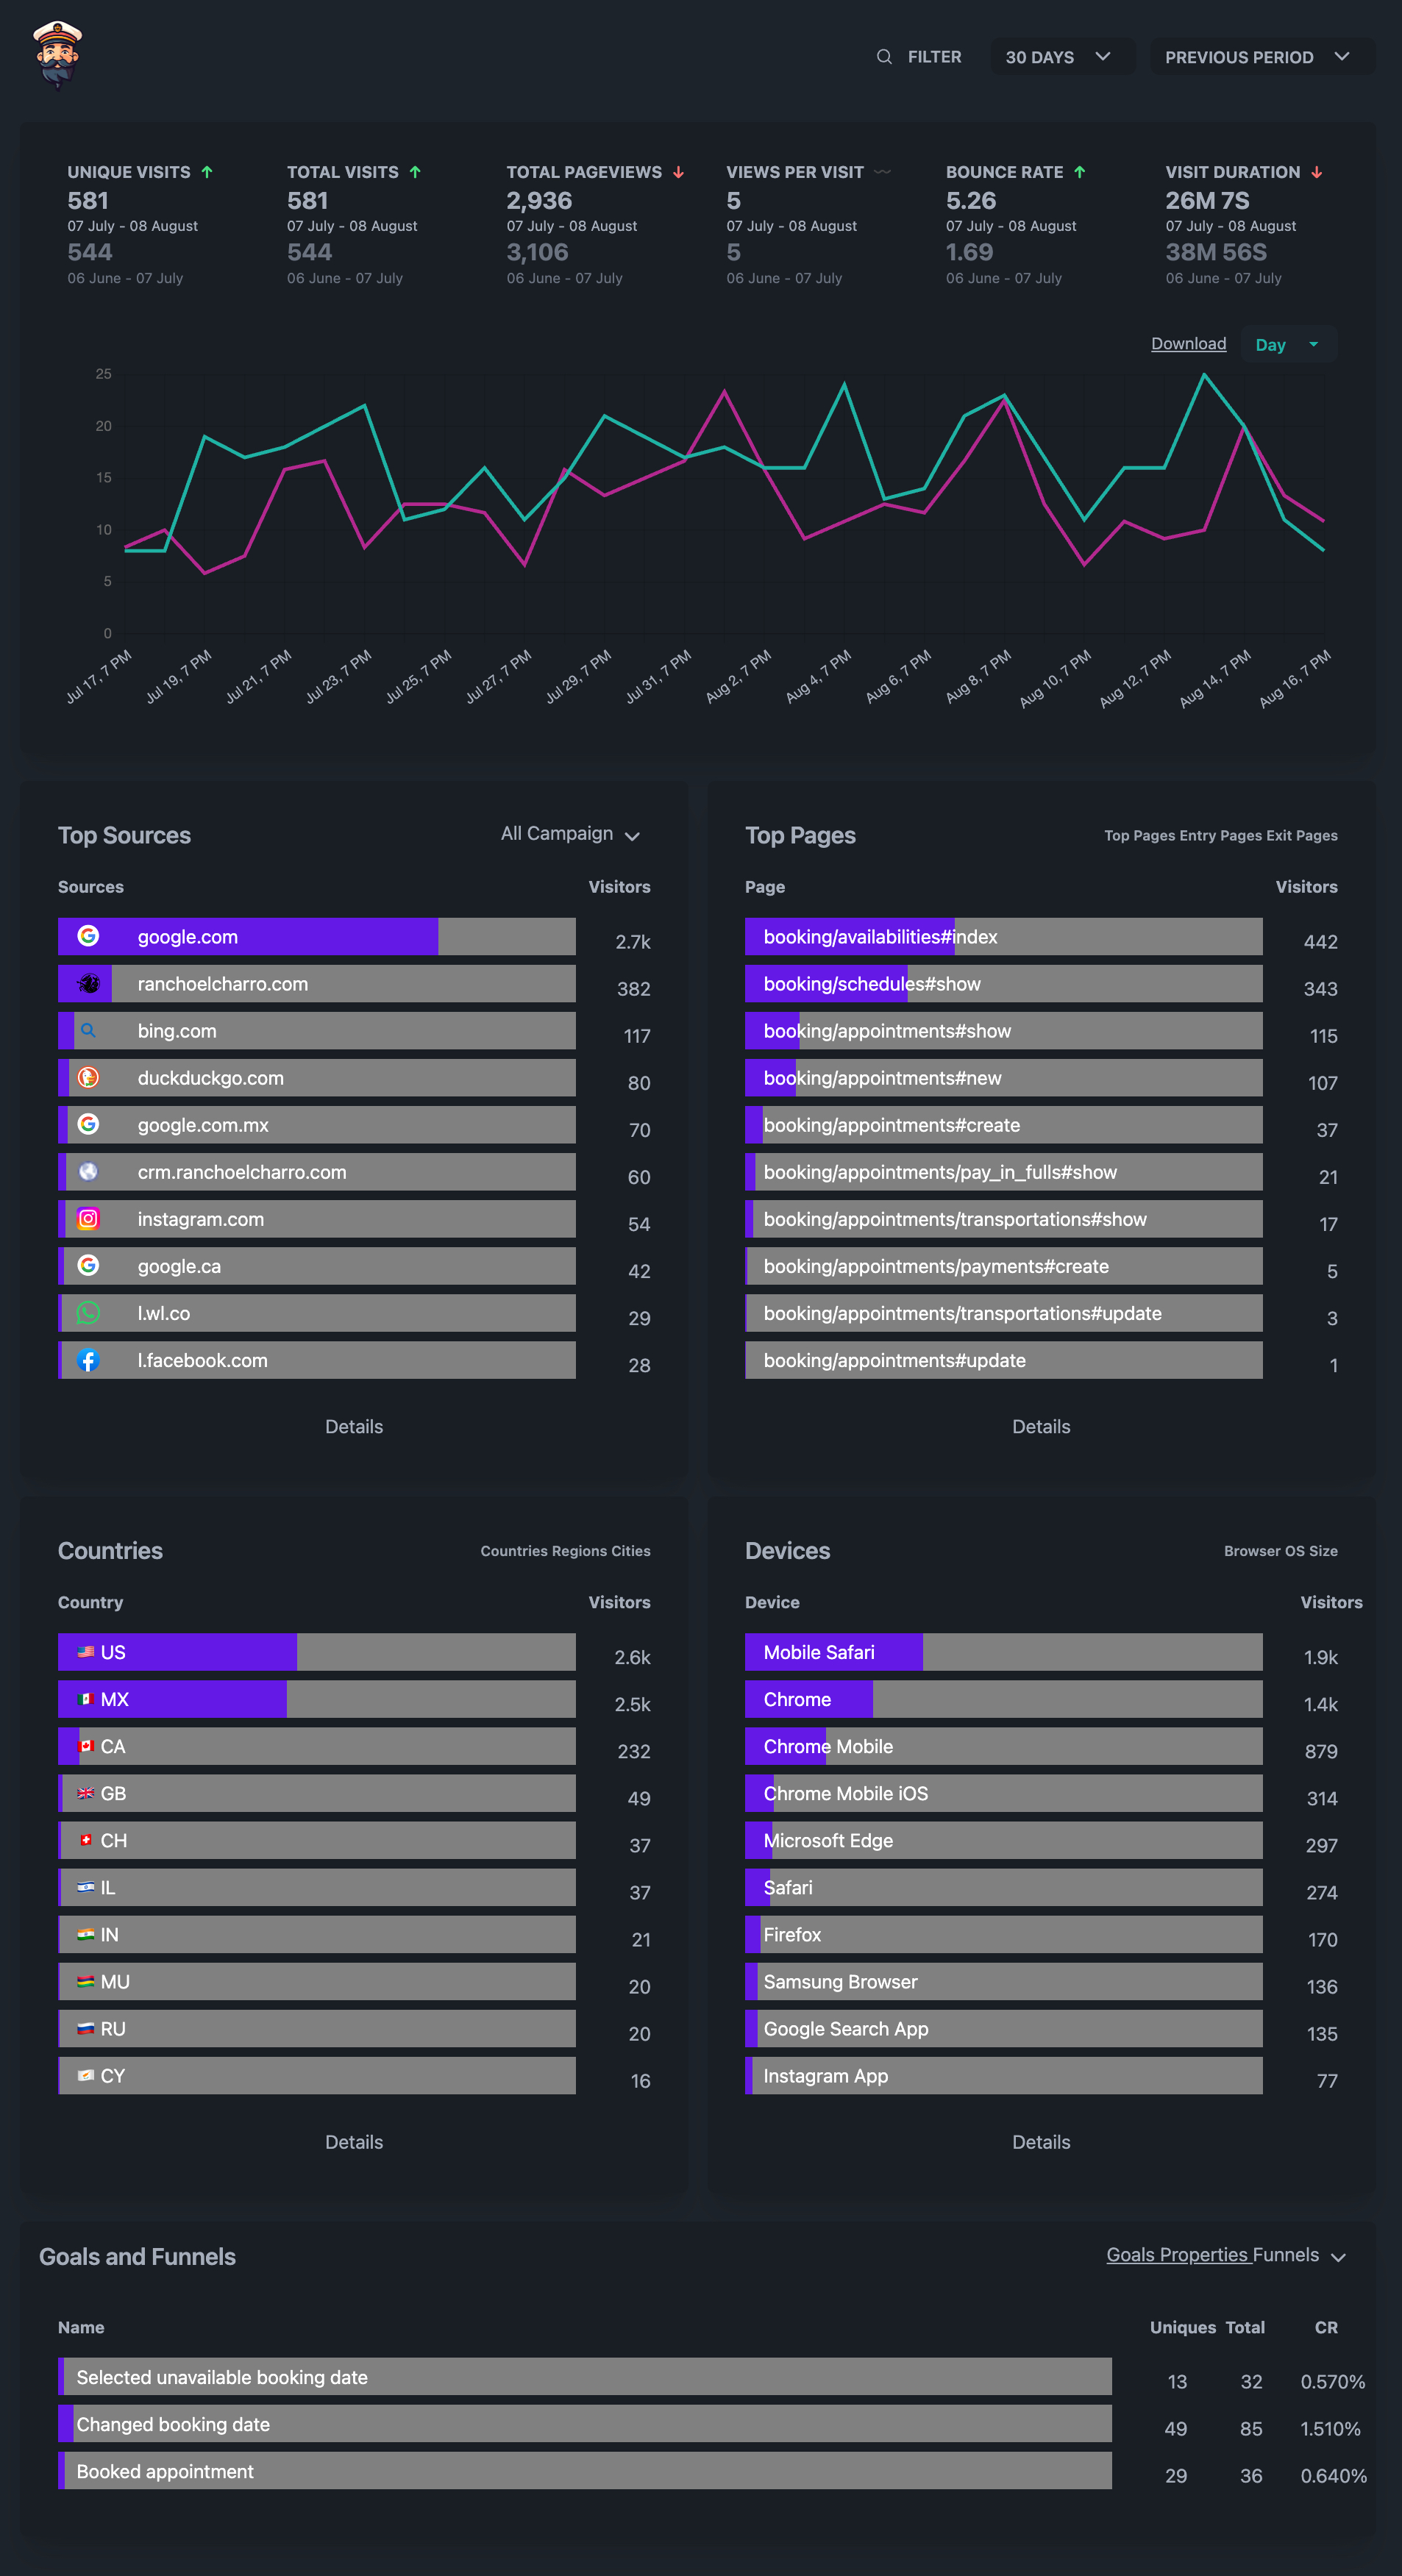 FILTER 30 DAYS PREVIOUS PERIOD
UNIQUE VISITS TOTAL VISITS TOTAL PAGEVIEWS VIEWS PER VISIT BOUNCE RATE VISIT DURATION
581 581 2,936 5 5.26 26M 7S
07 July - 08 August 07 July - 08 August 07 July - 08 August 07 July - 08 August 07 July - 08 August 07 July - 08 August
544 544 3,106 5 1.69 38M 56S
06 June - 07 July 06 June - 07 July 06 June - 07 July 06 June - 07 July 06 June - 07 July 06 June - 07 July
Download Day
25
20
15
10
5
0
Jul 17, 7 PM Jul 19, 7 PM Jul 21, 7 PM Jul 23, 7 PM Jul 25, 7 PM Jul 27, 7 PM Jul 29, 7 PM Jul 31, 7 PM Aug 2, 7 PM Aug 4, 7 PM Aug 6, 7 PM Aug 8, 7 PM Aug 10, 7 PM Aug 12, 7 PM Aug 14, 7 PM Aug 16, 7 PM
Top Sources All Campaign
Sources Visitors
google.com 2.7k
ranchoelcharro.com 382
bing.com 117
duckduckgo.com 80
google.com.mx 70
crm.ranchoelcharro.com 60
instagram.com 54
google.ca 42
l.wl.co 29
l.facebook.com 28
Details
Top Pages Top Pages Entry Pages Exit Pages
Page Visitors
booking/availabilities#index 442
booking/schedules#show 343
booking/appointments#show 115
booking/appointments#new 107
booking/appointments#create 37
booking/appointments/pay_in_fulls#show 21
booking/appointments/transportations#show 17
booking/appointments/payments#create 5
booking/appointments/transportations#update 3
booking/appointments#update 1
Details
Countries Countries Regions Cities
Country Visitors
US 2.6k
MX 2.5k
CA 232
GB 49
CH 37
IL 37
IN 21
MU 20
RU 20
CY 16
Details
Devices Browser OS Size
Device Visitors
Mobile Safari 1.9k
Chrome 1.4k
Chrome Mobile 879
Chrome Mobile iOS 314
Microsoft Edge 297
Safari 274
Firefox 170
Samsung Browser 136
Google Search App 135
Instagram App 77
Details
Goals and Funnels Goals Properties Funnels
Name Uniques Total CR
Selected unavailable booking date 13 32 0.570%
Changed booking date 49 85 1.510%
Booked appointment 29 36 0.640%